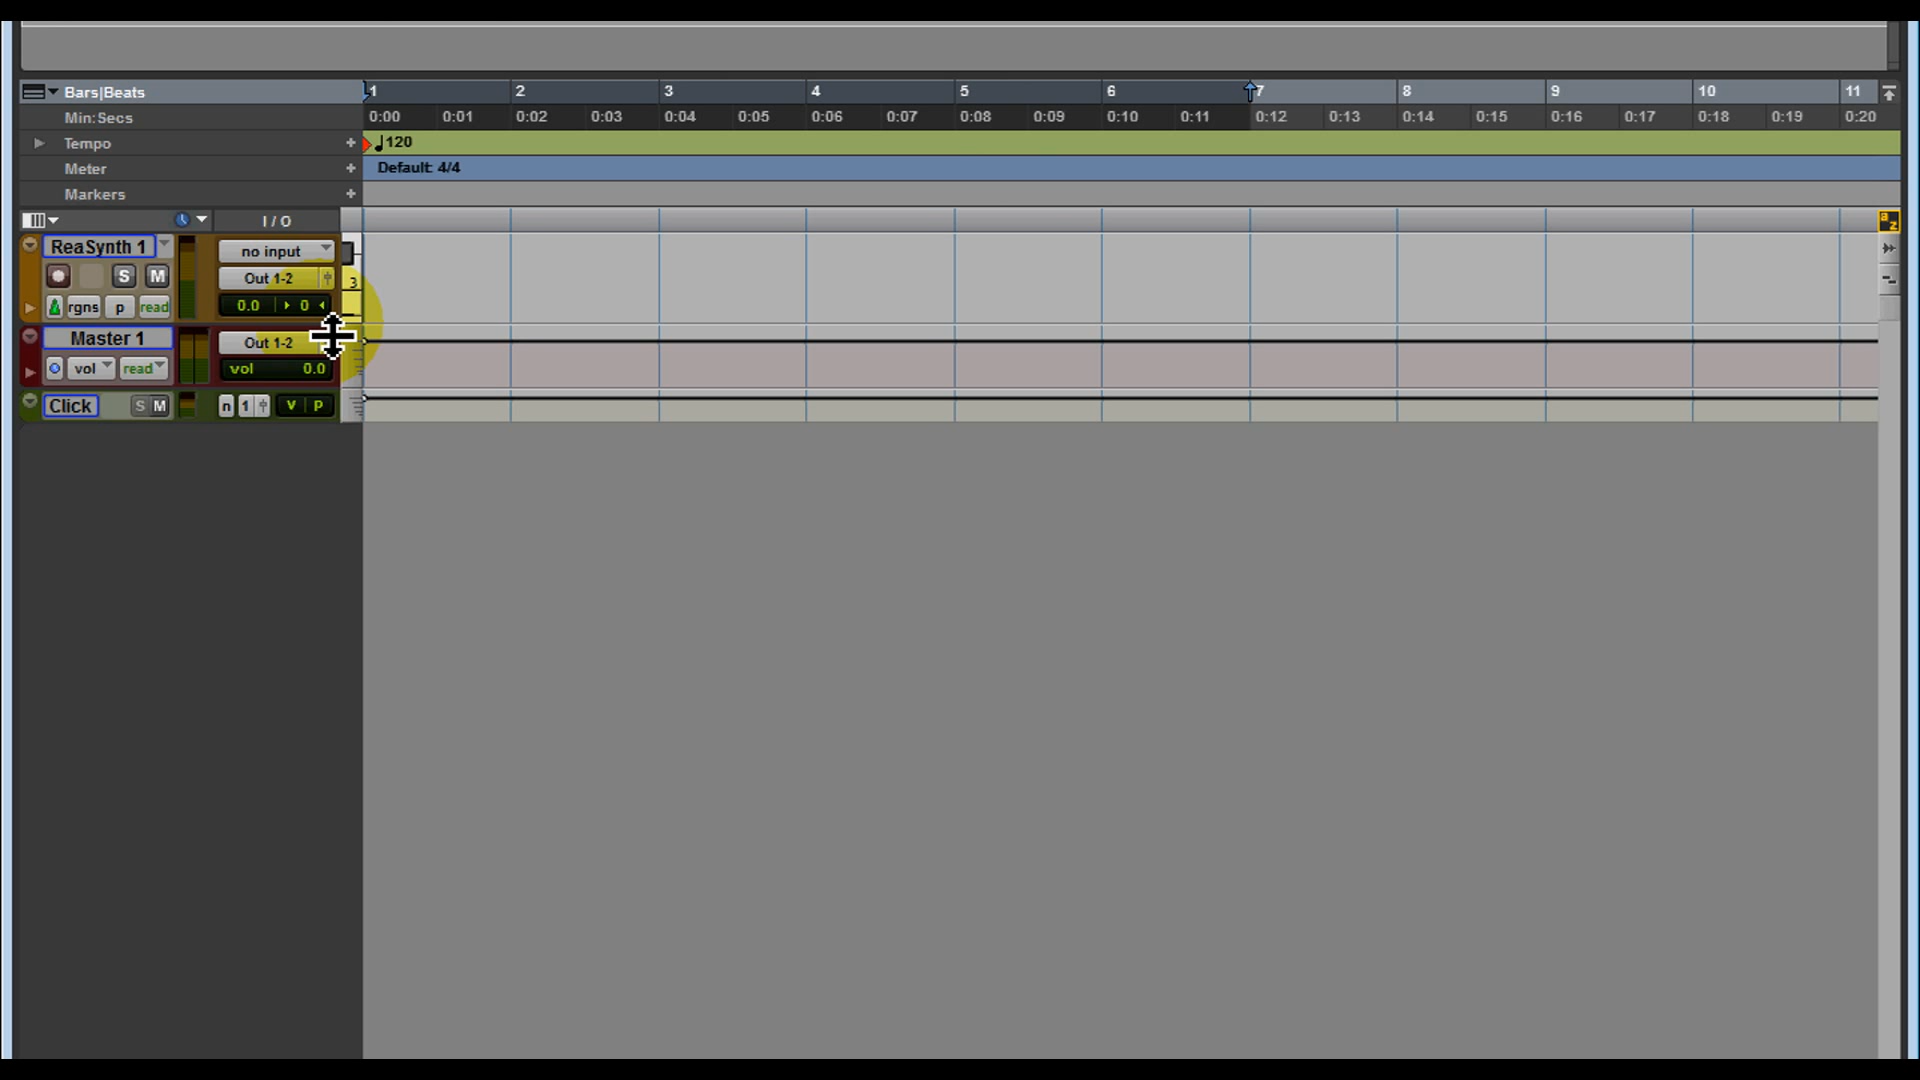 Bars|Beats 1 2 3 4 5 6 7 8 9 10 11
Min:Secs 0:00 0:01 0:02 0:03 0:04 0:05 0:06 0:07 0:08 0:09 0:10 0:11 0:12 0:13 0:14 0:15 0:16 0:17 0:18 0:19 0:20
Tempo + ♩120
Meter + Default: 4/4
Markers +
I / O a z
ReaSynth 1 no input
S M Out 1-2 3
rgns p read 0.0 0
Master 1 Out 1-2
vol read vol 0.0
Click S M n 1 v p